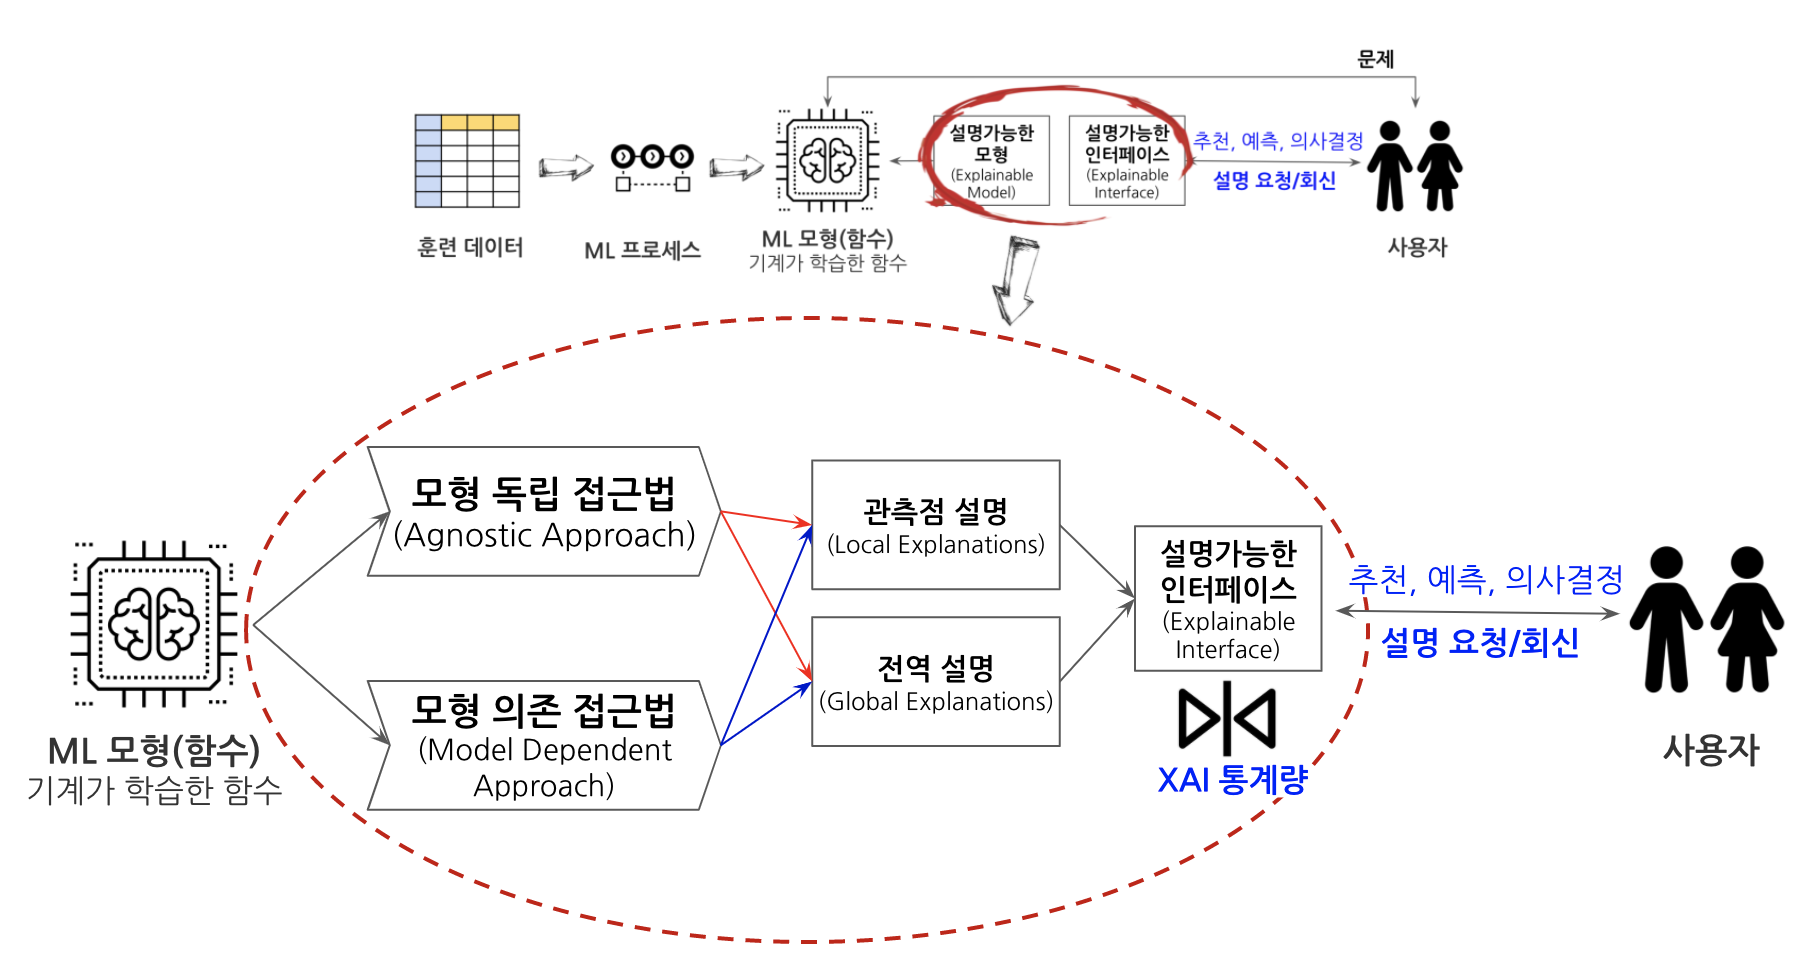 문제
설명가능한
모형
(Explainable
Model)
설명가능한
인터페이스
(Explainable
Interface)
추천, 예측, 의사결정
설명 요청/회신
훈련 데이터
ML 프로세스
ML 모형(함수)
기계가 학습한 함수
사용자
모형 독립 접근법
(Agnostic Approach)
관측점 설명
(Local Explanations)
설명가능한
인터페이스
(Explainable
Interface)
추천, 예측, 의사결정
설명 요청/회신
전역 설명
(Global Explanations)
모형 의존 접근법
(Model Dependent
Approach)
ML 모형(함수)
기계가 학습한 함수
XAI 통계량
사용자